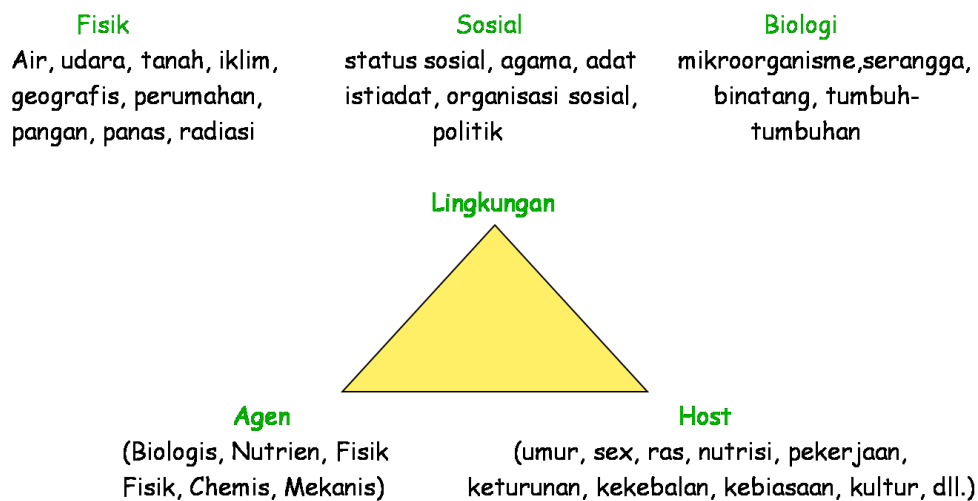 Fisik
Air, udara, tanah, iklim,
geografis, perumahan,
pangan, panas, radiasi
Sosial
status sosial, agama, adat
istiadat, organisasi sosial,
politik
Biologi
mikroorganisme,serangga,
binatang, tumbuh-
tumbuhan
Lingkungan
Agen
(Biologis, Nutrien, Fisik
Fisik, Chemis, Mekanis)
Host
(umur, sex, ras, nutrisi, pekerjaan,
keturunan, kekebalan, kebiasaan, kultur, dll.)